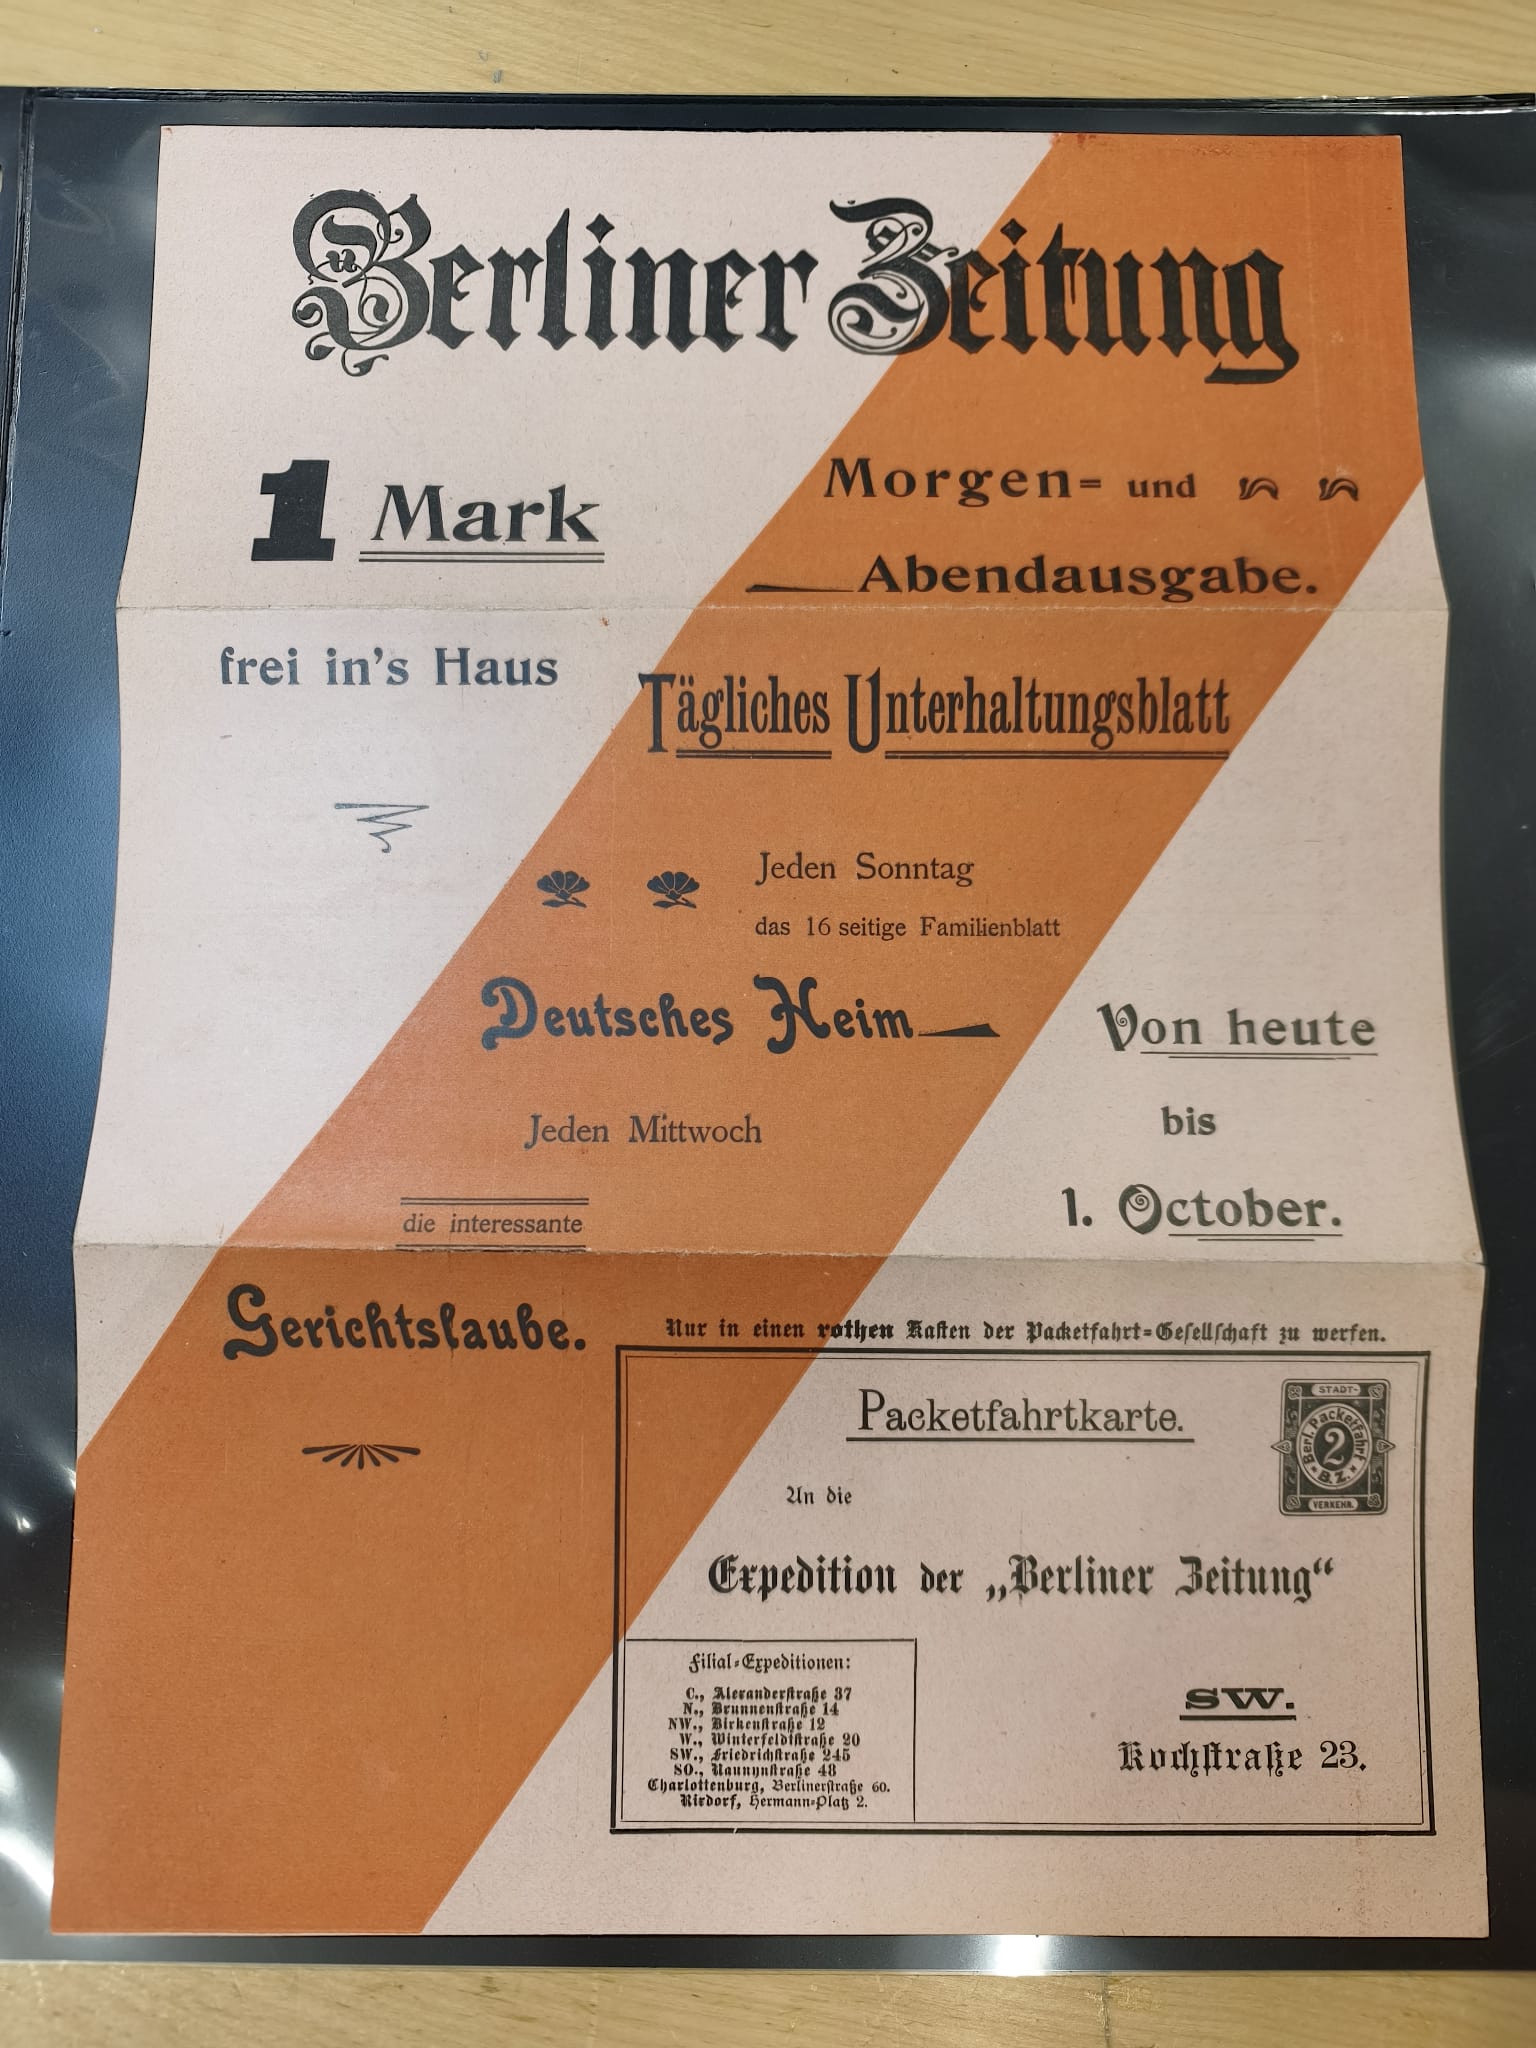 Berliner Zeitung
1 Mark
frei in's Haus
Morgen= und
Abendausgabe.
Tägliches Unterhaltungsblatt
Jeden Sonntag
das 16 seitige Familienblatt
Deutsches Heim
Jeden Mittwoch
die interessante
Gerichtslaube.
Von heute
bis
1. October.
Nur in einen rothen Kasten der Packetfahrt=Gesellschaft zu werfen.
Packetfahrtkarte.
STADT-
Berl. Packetfahrt
2
B. Z.
VERKEHR.
An die
Expedition der „Berliner Zeitung“
SW.
Kochstraße 23.
Filial=Expeditionen:
C., Alexanderstraße 37
N., Brunnenstraße 14
NW., Birkenstraße 12
W., Winterfeldtstraße 20
SW., Friedrichstraße 245
SO., Naunynstraße 48
Charlottenburg, Berlinerstraße 60.
Rixdorf, Hermann=Platz 2.